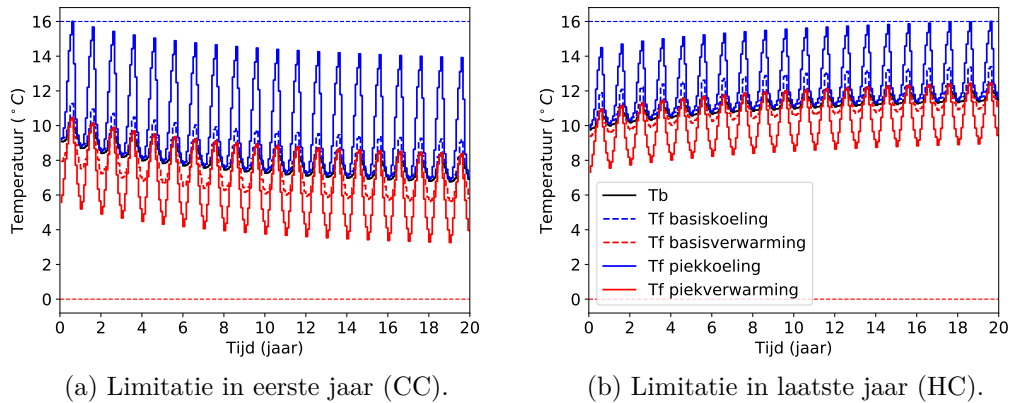 16
14
12
10
8
6
4
2
0
Temperatuur (°C)
0 2 4 6 8 10 12 14 16 18 20
Tijd (jaar)
(a) Limitatie in eerste jaar (CC).
16
14
12
10
8
6
4
2
0
Temperatuur (°C)
Tb
Tf basiskoeling
Tf basisverwarming
Tf piekkoeling
Tf piekverwarming
0 2 4 6 8 10 12 14 16 18 20
Tijd (jaar)
(b) Limitatie in laatste jaar (HC).